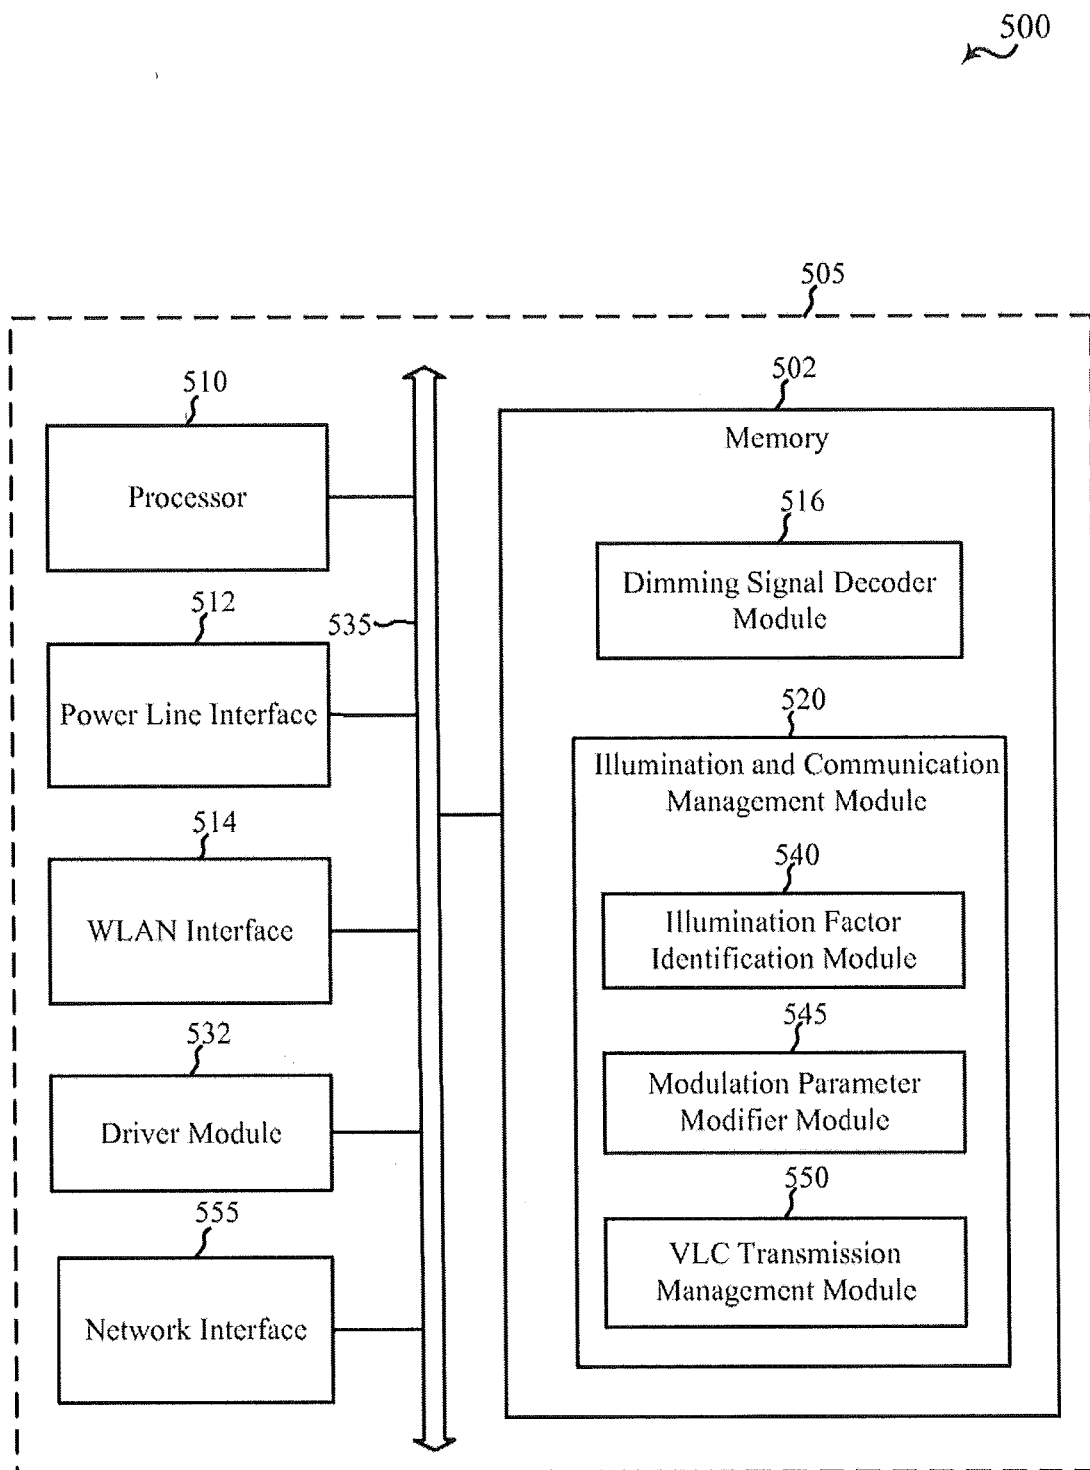 500
505
510
Processor
512
Power Line Interface
514
WLAN Interface
532
Driver Module
555
Network Interface
535
502
Memory
516
Dimming Signal Decoder
Module
520
Illumination and Communication
Management Module
540
Illumination Factor
Identification Module
545
Modulation Parameter
Modifier Module
550
VLC Transmission
Management Module